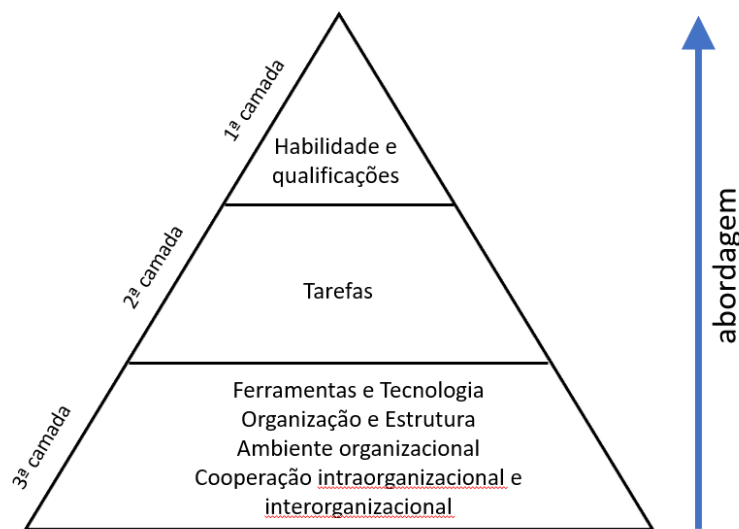 1ª camada
Habilidade e
qualificações
2ª camada
Tarefas
3ª camada
Ferramentas e Tecnologia
Organização e Estrutura
Ambiente organizacional
Cooperação intraorganizacional e
interorganizacional
abordagem